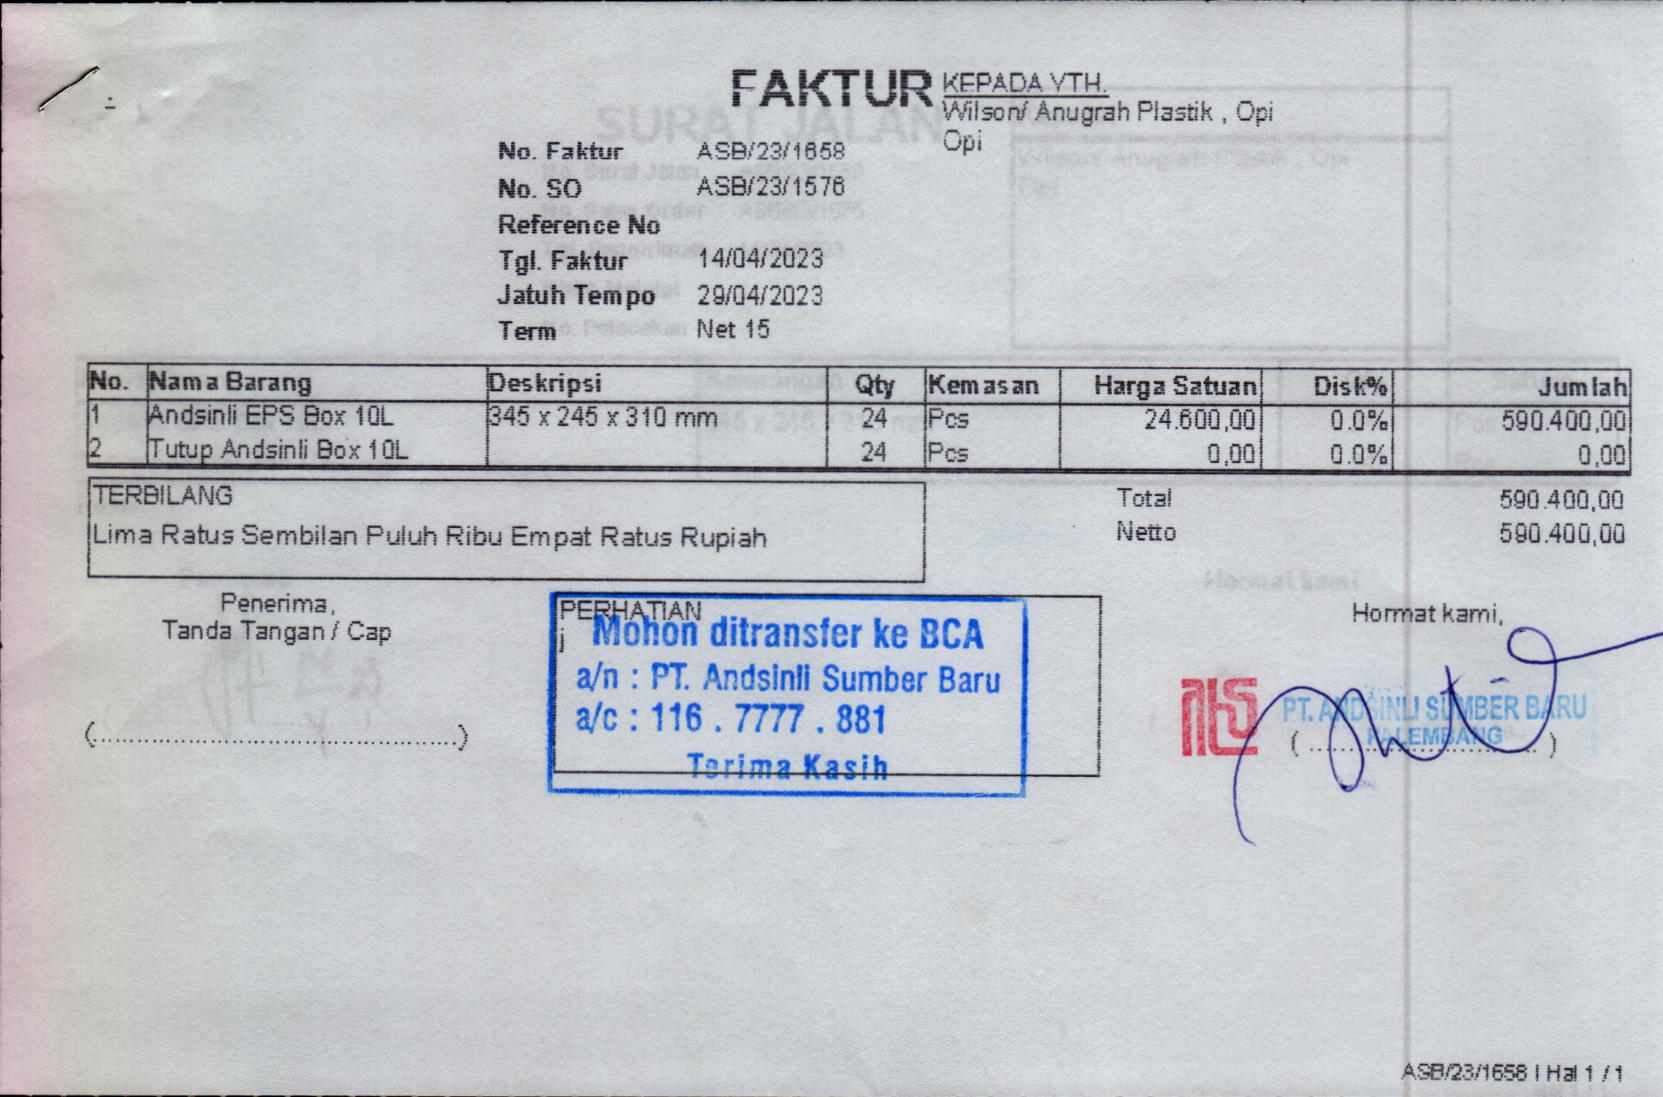 FAKTUR
KEPADA YTH.
Wilson/ Anugrah Plastik , Opi
Opi
No. Faktur ASB/23/1658
No. SO ASB/23/1576
Reference No
Tgl. Faktur 14/04/2023
Jatuh Tempo 29/04/2023
Term Net 15
No. Nama Barang Deskripsi Qty Kemasan Harga Satuan Disk% Jumlah
1 Andsinli EPS Box 10L 345 x 245 x 310 mm 24 Pcs 24.600,00 0.0% 590.400,00
2 Tutup Andsinli Box 10L 24 Pcs 0,00 0.0% 0,00
TERBILANG
Lima Ratus Sembilan Puluh Ribu Empat Ratus Rupiah
Total 590.400,00
Netto 590.400,00
Penerima,
Tanda Tangan / Cap
(............................................)
PERHATIAN
j
Mohon ditransfer ke BCA
a/n : PT. Andsinli Sumber Baru
a/c : 116 . 7777 . 881
Terima Kasih
Hormat kami,
PT. ANDSINLI SUMBER BARU
PALEMBANG
(..............................)
ASB/23/1658 | Hal 1 / 1